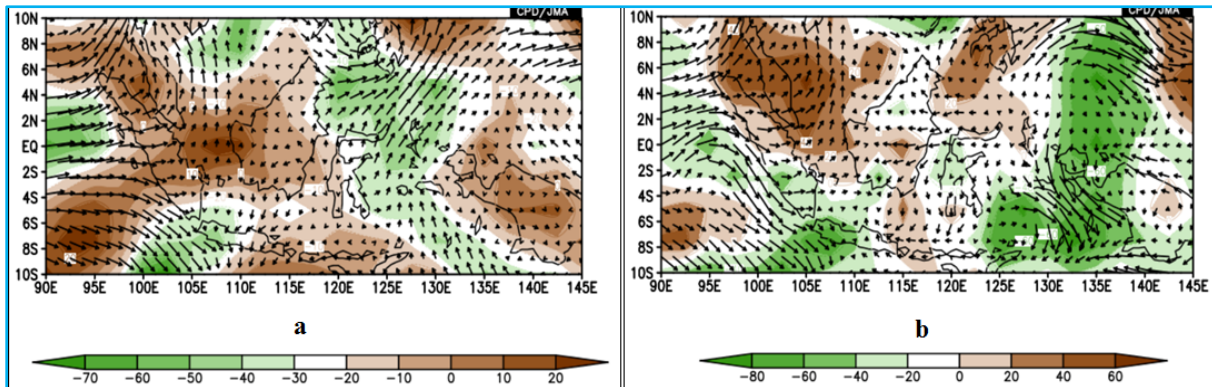 CPD/JMA
10N
8N
6N
4N
2N
EQ
2S
4S
6S
8S
10S
90E 95E 100E 105E 110E 115E 120E 125E 130E 135E 140E 145E
a
-70 -60 -50 -40 -30 -20 -10 0 10 20
CPD/JMA
10N
8N
6N
4N
2N
EQ
2S
4S
6S
8S
10S
90E 95E 100E 105E 110E 115E 120E 125E 130E 135E 140E 145E
b
-80 -60 -40 -20 0 20 40 60